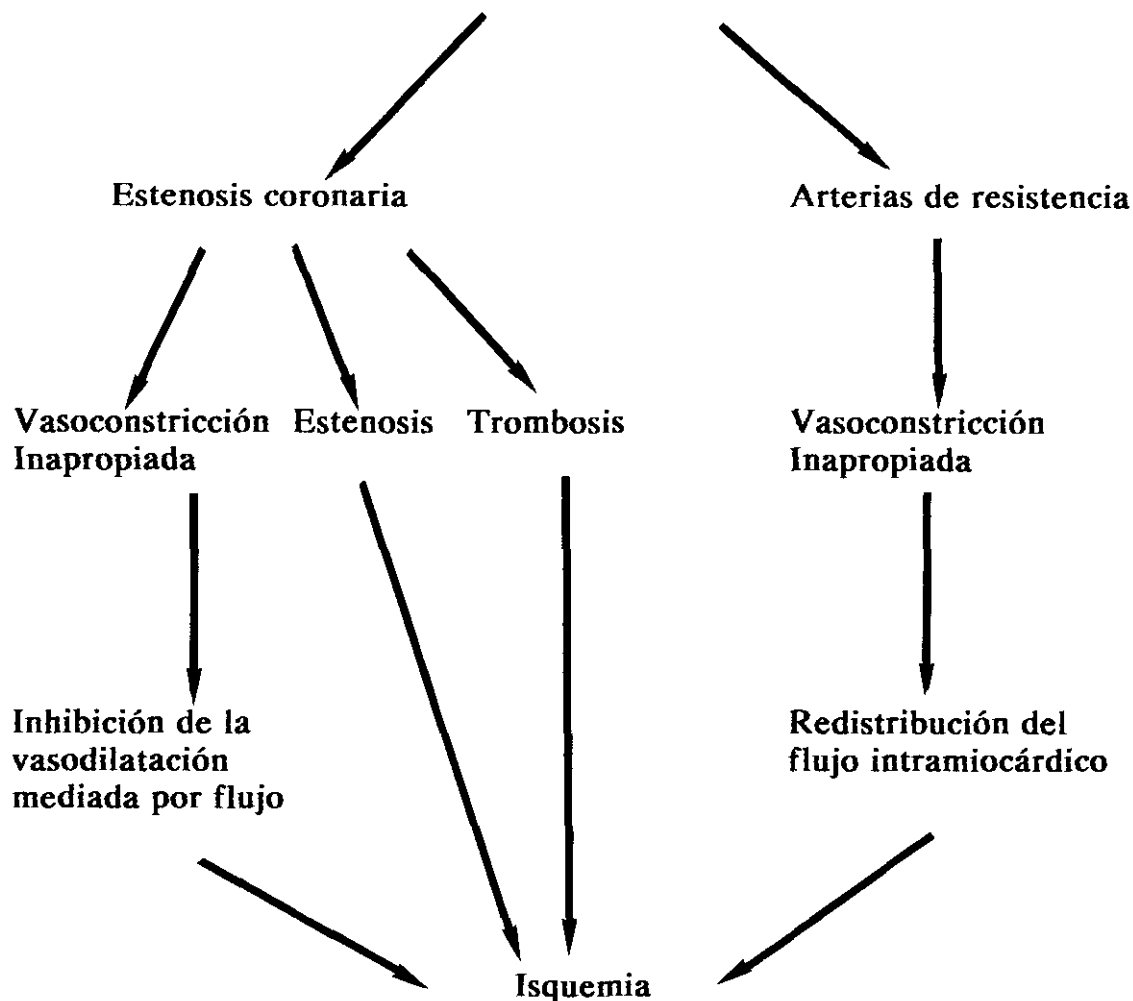 Estenosis coronaria
Arterias de resistencia
Vasoconstricción
Inapropiada
Estenosis
Trombosis
Vasoconstricción
Inapropiada
Inhibición de la
vasodilatación
mediada por flujo
Redistribución del
flujo intramiocárdico
Isquemia